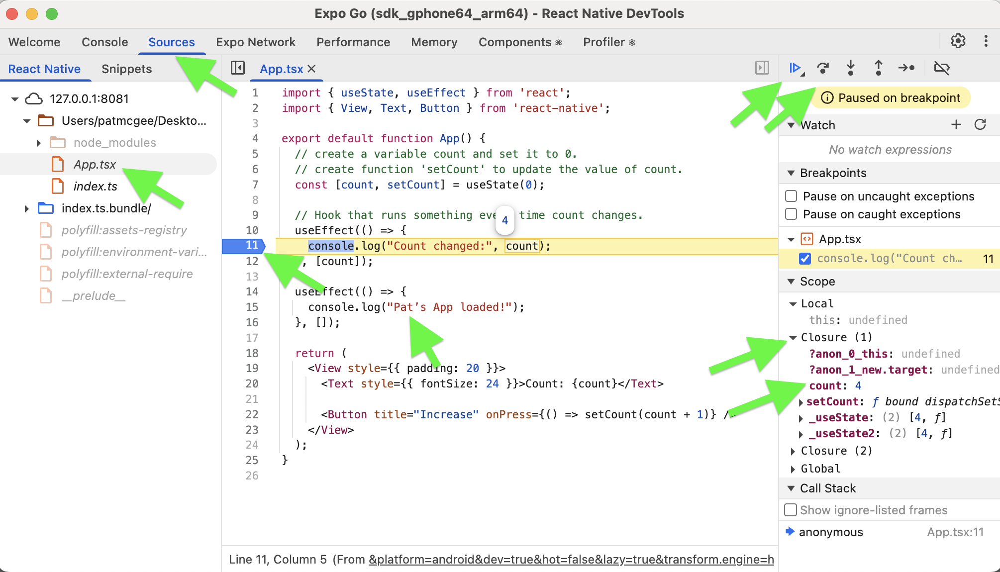 Expo Go (sdk_gphone64_arm64) - React Native DevTools
Welcome Console Sources Expo Network Performance Memory Components ⚛ Profiler ⚛
React Native Snippets
127.0.0.1:8081
Users/patmcgee/Deskto...
node_modules
App.tsx
index.ts
index.ts.bundle/
polyfill:assets-registry
polyfill:environment-vari...
polyfill:external-require
__prelude__
App.tsx
1 import { useState, useEffect } from 'react';
2 import { View, Text, Button } from 'react-native';
3
4 export default function App() {
5 // create a variable count and set it to 0.
6 // create function 'setCount' to update the value of count.
7 const [count, setCount] = useState(0);
8
9 // Hook that runs something eve time count changes.
4
10 useEffect(() => {
11 console.log("Count changed:", count);
12 , [count]);
13
14 useEffect(() => {
15 console.log("Pat’s App loaded!");
16 }, []);
17
18 return (
19 <View style={{ padding: 20 }}>
20 <Text style={{ fontSize: 24 }}>Count: {count}</Text>
21
22 <Button title="Increase" onPress={() => setCount(count + 1)} />
23 </View>
24 );
25 }
26
Line 11, Column 5 (From &platform=android&dev=true&hot=false&lazy=true&transform.engine=h
Paused on breakpoint
Watch
No watch expressions
Breakpoints
Pause on uncaught exceptions
Pause on caught exceptions
App.tsx
console.log("Count ch… 11
Scope
Local
this: undefined
Closure (1)
?anon_0_this: undefined
?anon_1_new.target: undefined
count: 4
setCount: ƒ bound dispatchSetS
_useState: (2) [4, ƒ]
_useState2: (2) [4, ƒ]
Closure (2)
Global
Call Stack
Show ignore-listed frames
anonymous App.tsx:11